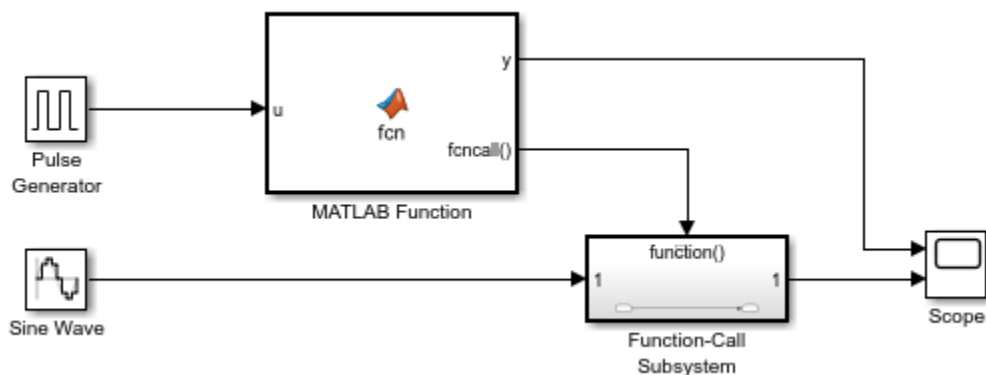 y
u
fcn
fcncall()
Pulse
Generator
MATLAB Function
function()
1
1
Sine Wave
Scope
Function-Call
Subsystem